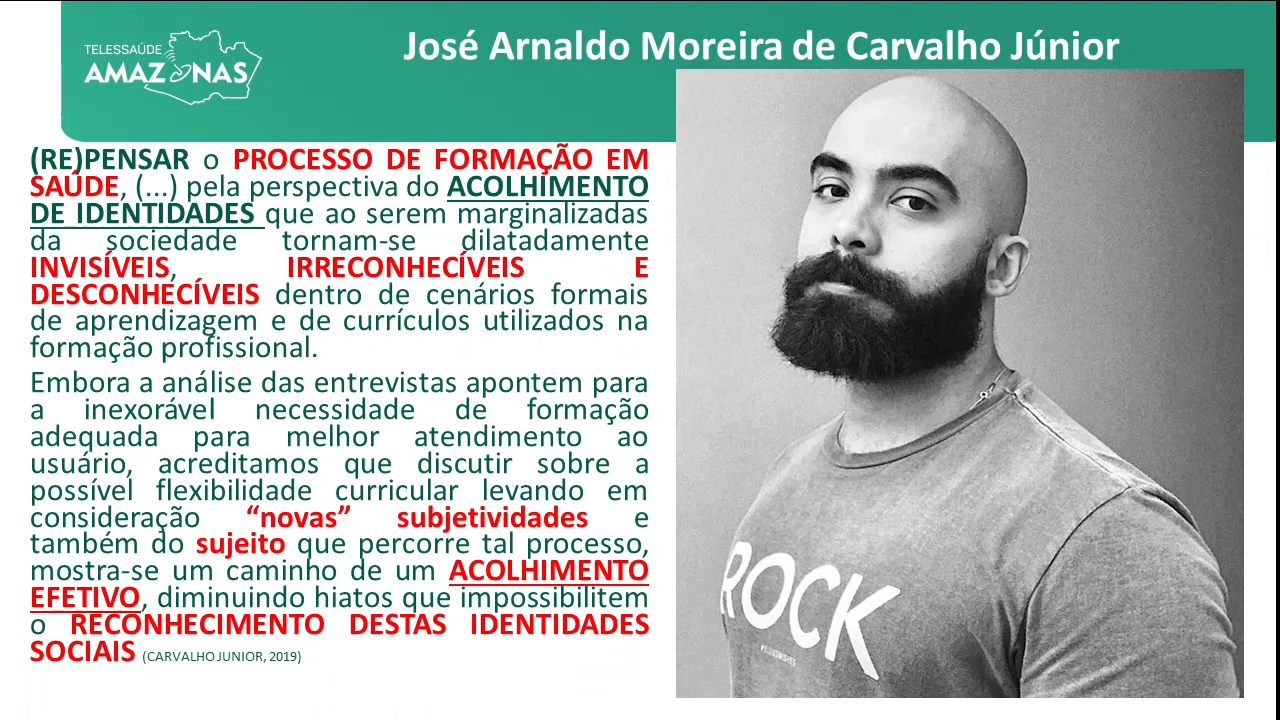 TELESSAÚDE
AMAZONAS
José Arnaldo Moreira de Carvalho Júnior
(RE)PENSAR o PROCESSO DE FORMAÇÃO EM
SAÚDE, (...) pela perspectiva do ACOLHIMENTO
DE IDENTIDADES que ao serem marginalizadas
da sociedade tornam-se dilatadamente
INVISÍVEIS, IRRECONHECÍVEIS E
DESCONHECÍVEIS dentro de cenários formais
de aprendizagem e de currículos utilizados na
formação profissional.
Embora a análise das entrevistas apontem para
a inexorável necessidade de formação
adequada para melhor atendimento ao
usuário, acreditamos que discutir sobre a
possível flexibilidade curricular levando em
consideração “novas” subjetividades e
também do sujeito que percorre tal processo,
mostra-se um caminho de um ACOLHIMENTO
EFETIVO, diminuindo hiatos que impossibilitem
o RECONHECIMENTO DESTAS IDENTIDADES
SOCIAIS (CARVALHO JUNIOR, 2019)
ROCK